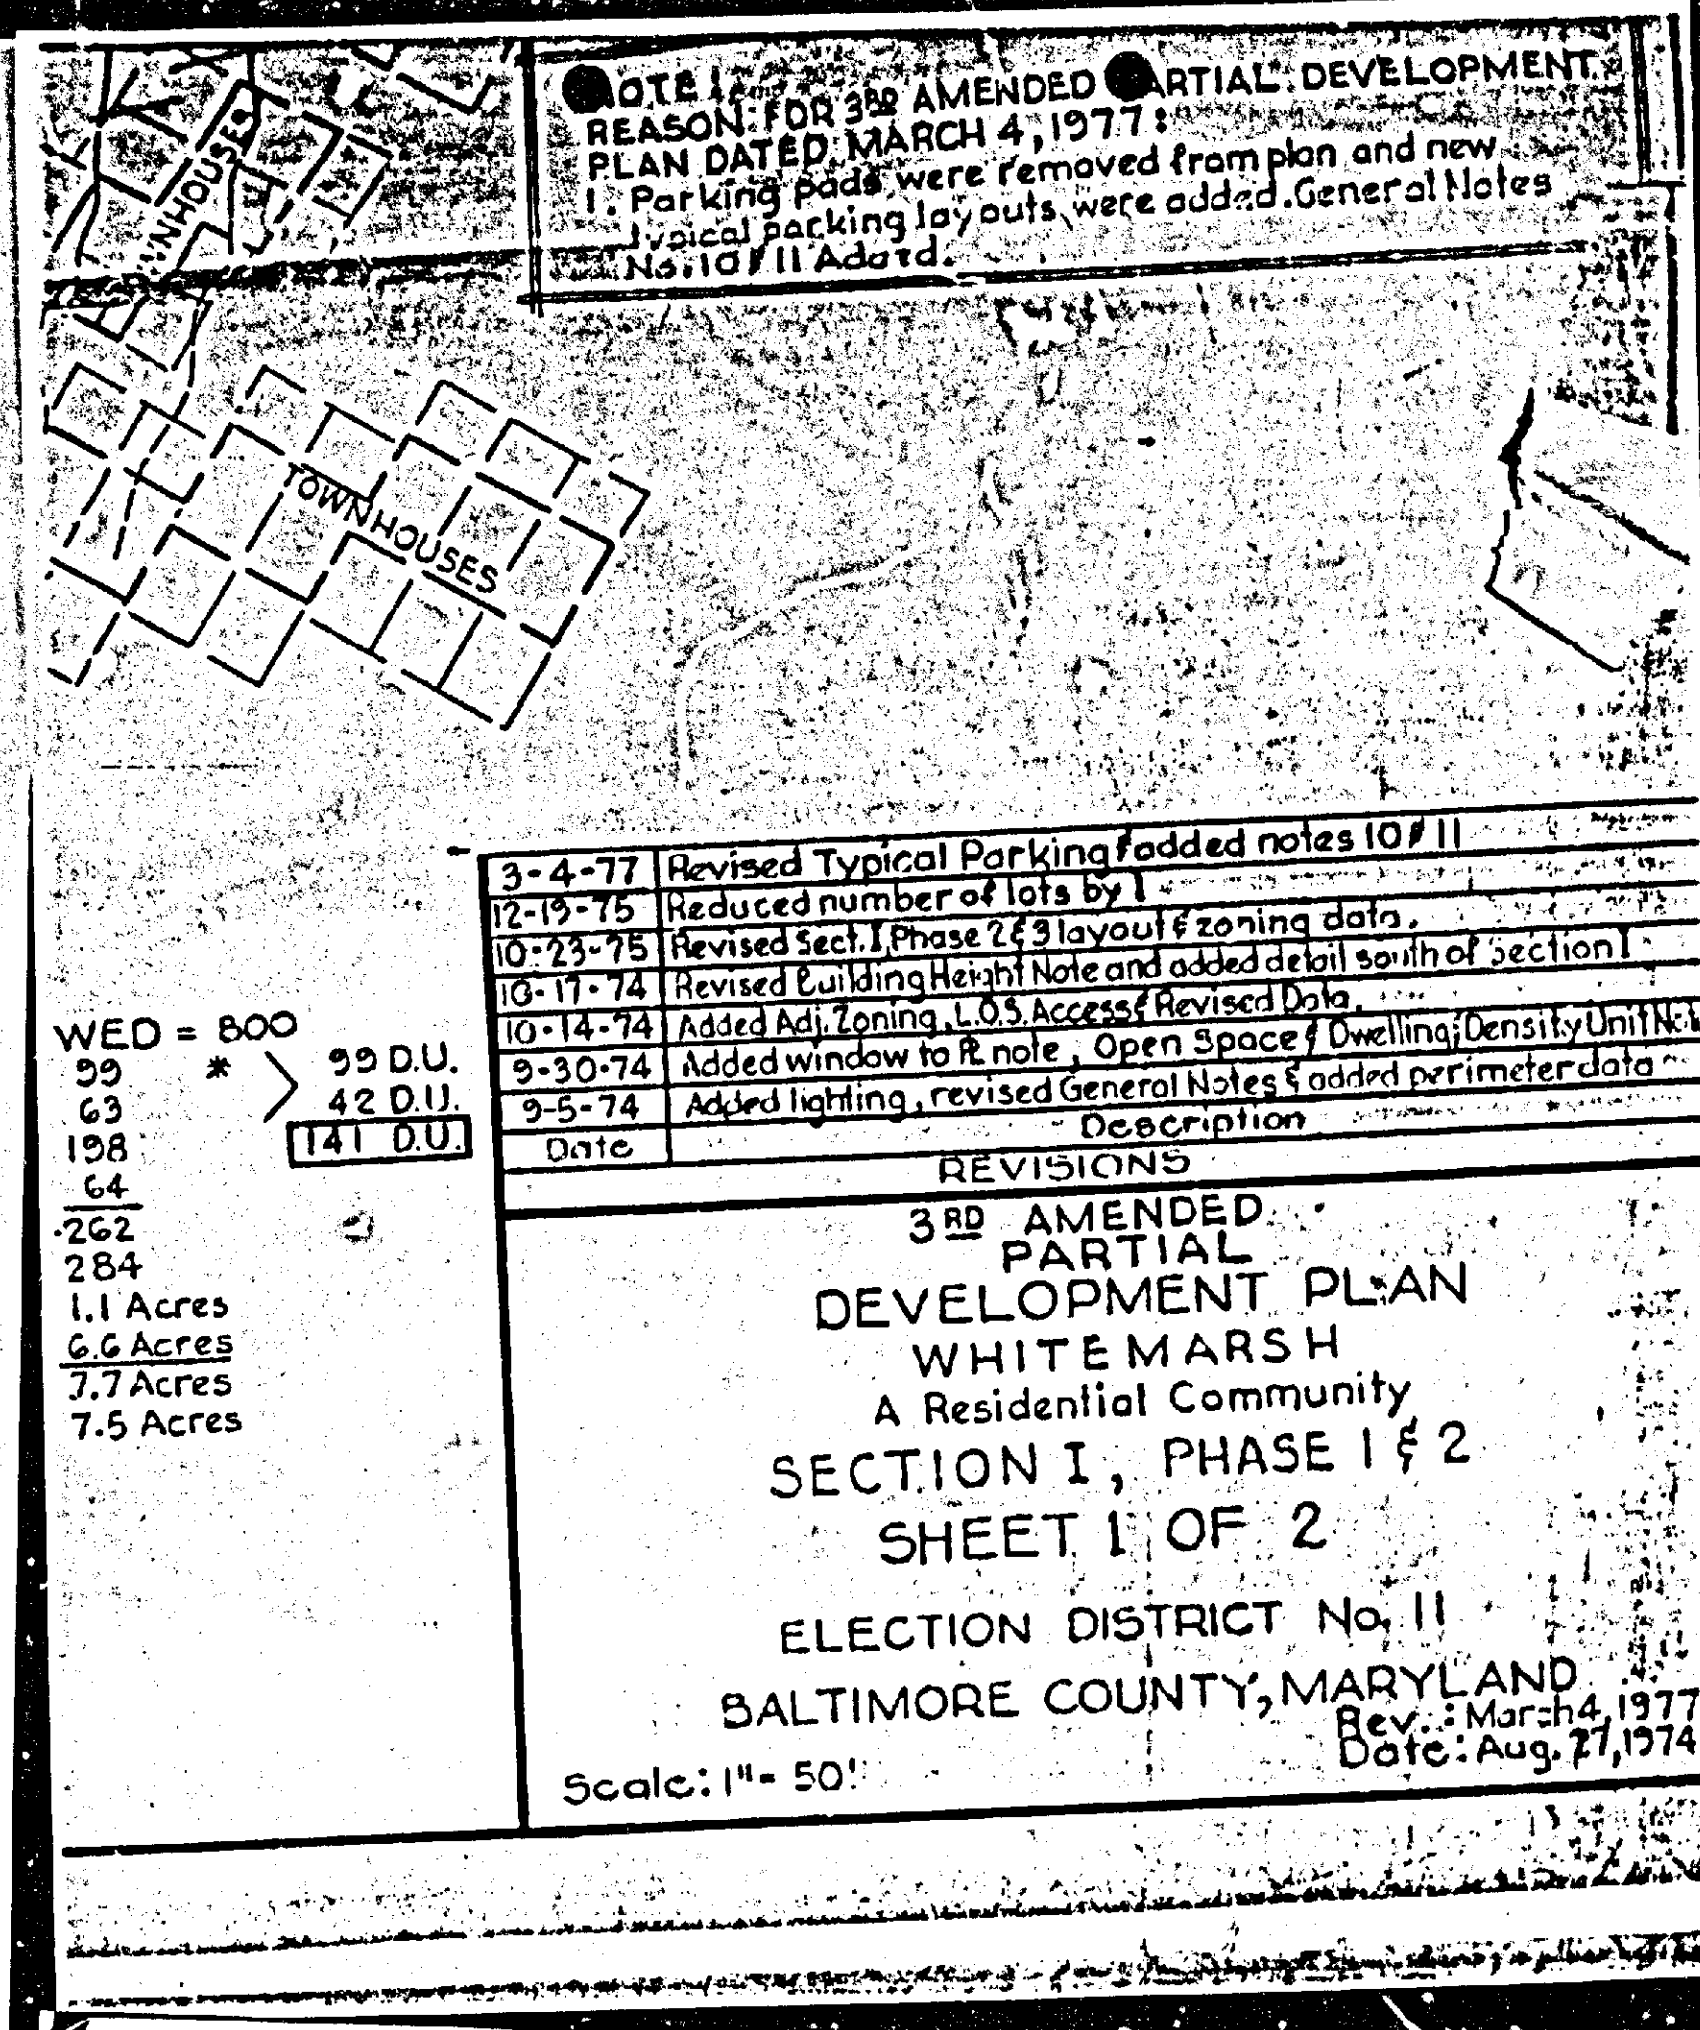 NOTE:
REASON FOR 3RD AMENDED PARTIAL DEVELOPMENT
PLAN DATED MARCH 4, 1977:
1. Parking pads were removed from plan and new
typical parking layouts were added. General Notes
No. 10 & 11 Added.
TOWNHOUSES
TOWNHOUSES
3-4-77 Revised Typical Parking & added notes 10 & 11
12-19-75 Reduced number of lots by 1
10-23-75 Revised Sect. I, Phase 2 & 3 layout & zoning data.
10-17-74 Revised Building Height Note and added detail south of Section I
10-14-74 Added Adj. Zoning, L.O.S. Access & Revised Data.
9-30-74 Added window to PL note, Open Space & Dwelling; Density Unit
9-5-74 Added lighting, revised General Notes & added perimeter data
Date Description
REVISIONS
WED = 800
99 * 99 D.U.
63 42 D.U.
198 141 D.U.
64
262
284
1.1 Acres
6.6 Acres
7.7 Acres
7.5 Acres
3RD AMENDED
PARTIAL
DEVELOPMENT PLAN
WHITEMARSH
A Residential Community
SECTION I, PHASE 1 & 2
SHEET 1 OF 2
ELECTION DISTRICT No. 11
BALTIMORE COUNTY, MARYLAND
Rev.: March 4, 1977
Date: Aug. 27, 1974
Scale: 1" = 50'